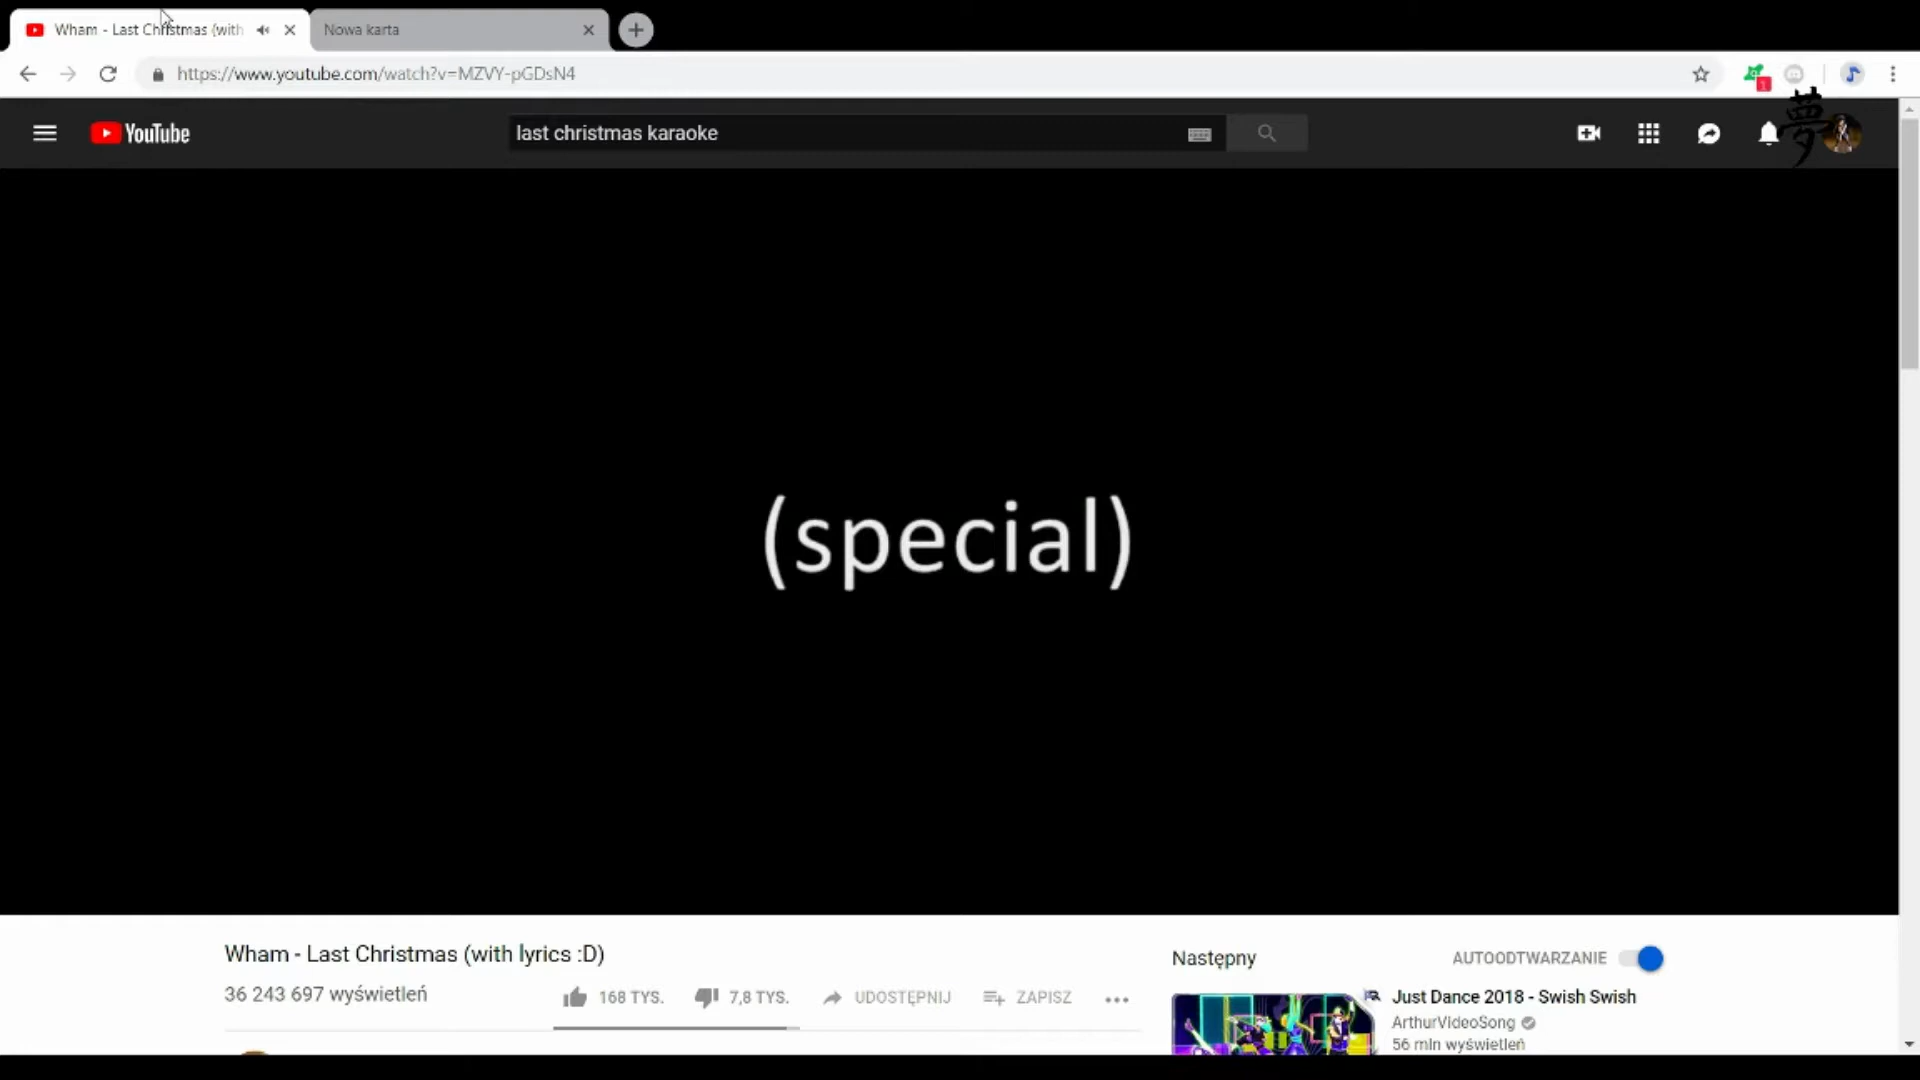 Wham - Last Christmas (with
Nowa karta
https://www.youtube.com/watch?v=MZVY-pGDsN4
1
夢
YouTube
last christmas karaoke
(special)
Wham - Last Christmas (with lyrics :D)
36 243 697 wyświetleń
168 TYS.
7,8 TYS.
UDOSTĘPNIJ
ZAPISZ
Następny
AUTOODTWARZANIE
Just Dance 2018 - Swish Swish
ArthurVideoSong
56 mln wyświetleń